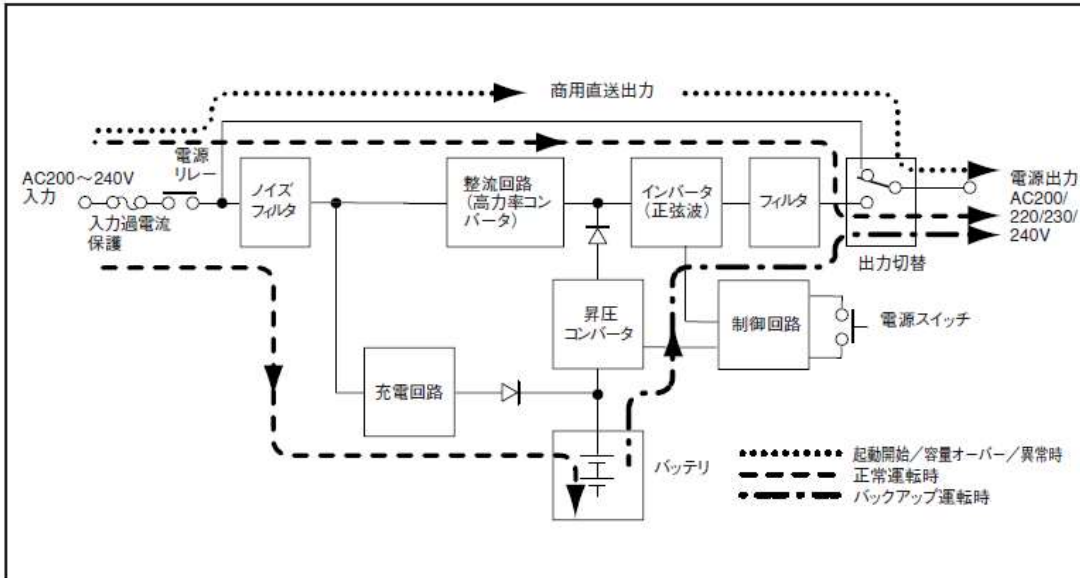 商用直送出力
電源
リレー
AC200～240V
入力
入力過電流
保護
ノイズ
フィルタ
整流回路
(高力率コン
バータ)
インバータ
(正弦波)
フィルタ
電源出力
AC200/
220/230/
240V
出力切替
昇圧
コンバータ
制御回路
電源スイッチ
充電回路
バッテリ
起動開始／容量オーバー／異常時
正常運転時
バックアップ運転時